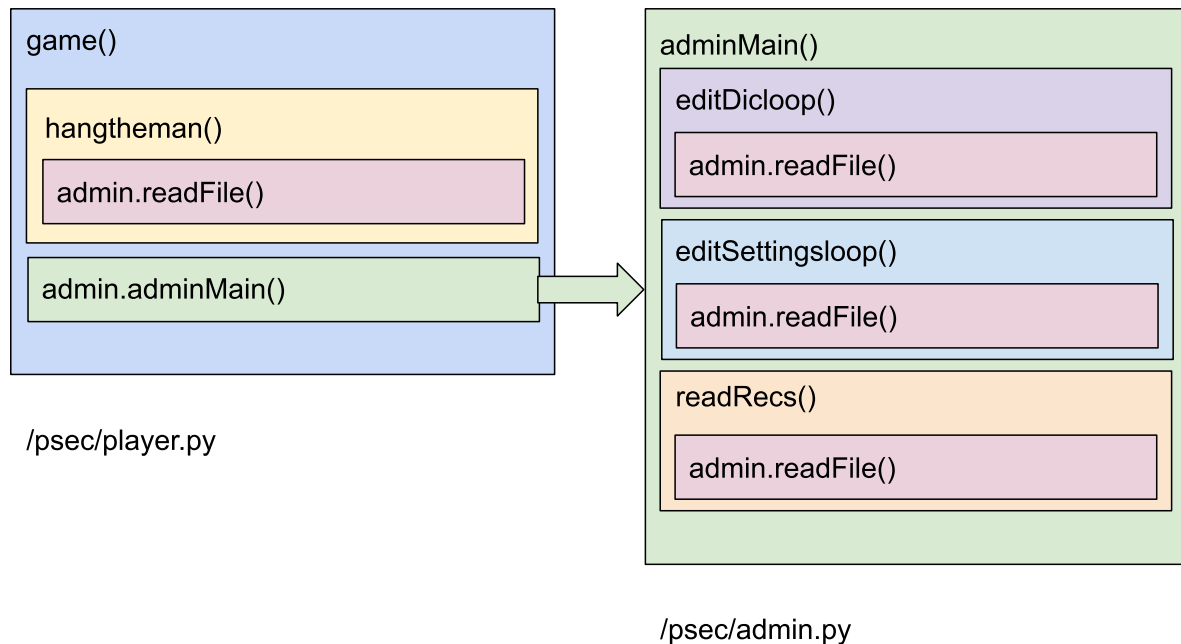 game()
hangtheman()
admin.readFile()
admin.adminMain()
/psec/player.py
adminMain()
editDicloop()
admin.readFile()
editSettingsloop()
admin.readFile()
readRecs()
admin.readFile()
/psec/admin.py